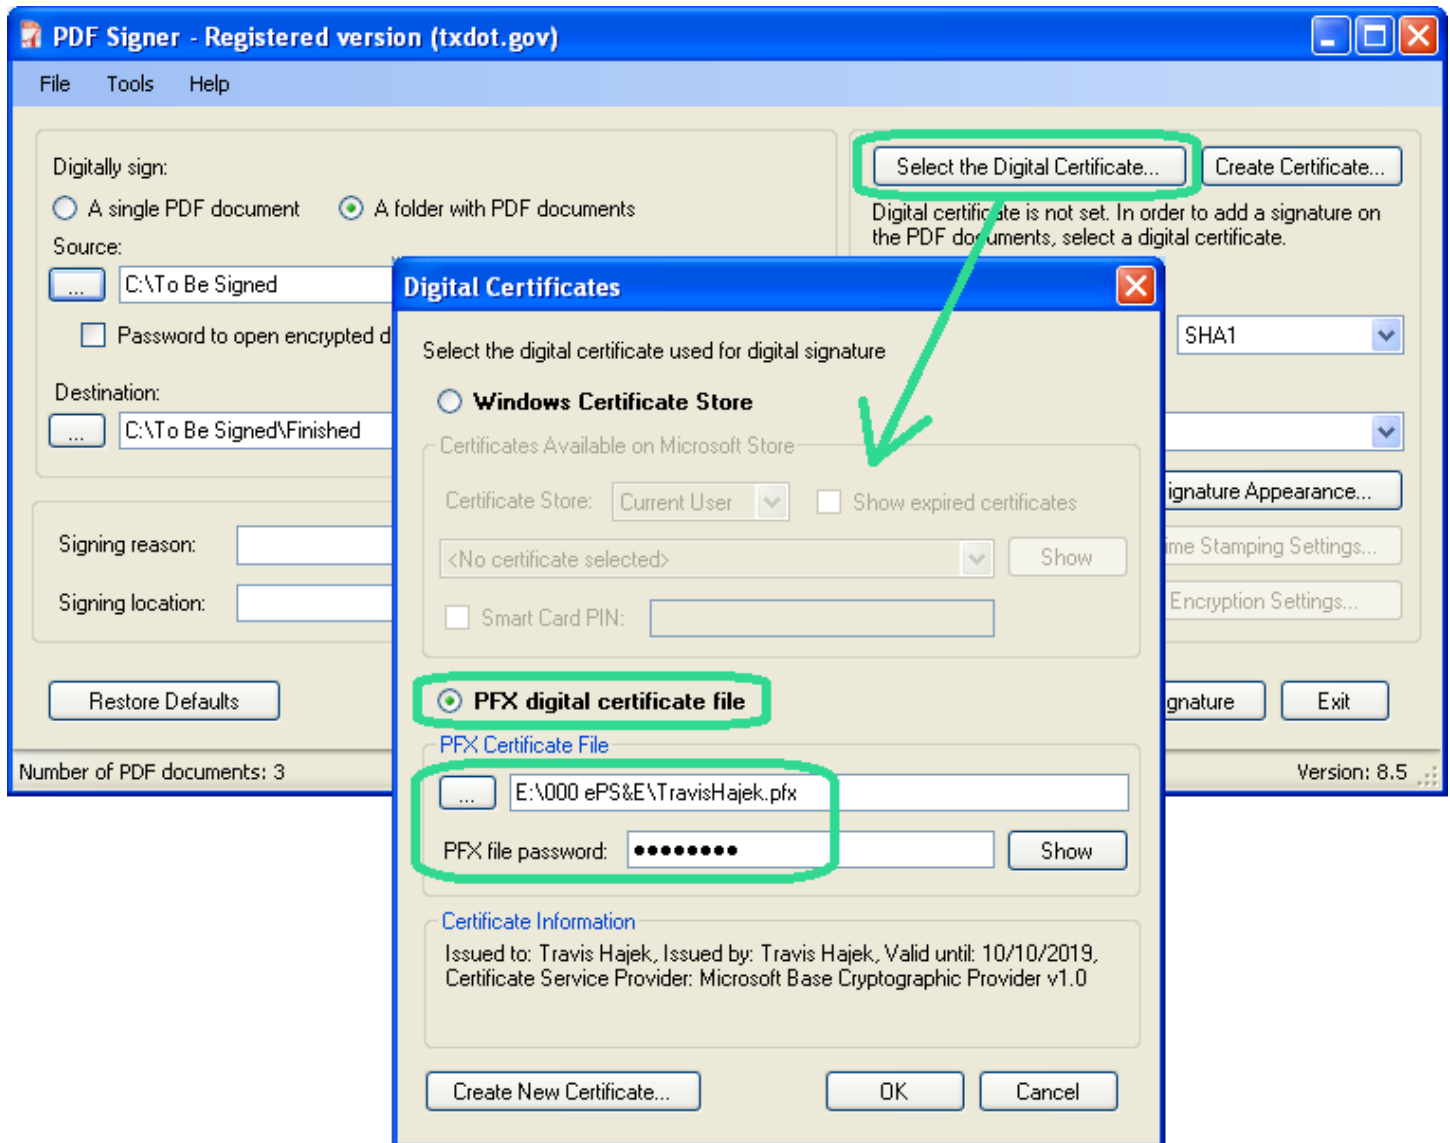 PDF Signer - Registered version (txdot.gov)
File Tools Help
Digitally sign:
A single PDF document A folder with PDF documents
Source:
... C:\To Be Signed
Password to open encrypted d
Destination:
... C:\To Be Signed\Finished
Signing reason:
Signing location:
Restore Defaults
Number of PDF documents: 3
Select the Digital Certificate... Create Certificate...
Digital certificate is not set. In order to add a signature on
the PDF documents, select a digital certificate.
SHA1
ignature Appearance...
ime Stamping Settings...
Encryption Settings...
gnature Exit
Version: 8.5
Digital Certificates
Select the digital certificate used for digital signature
Windows Certificate Store
Certificates Available on Microsoft Store
Certificate Store: Current User Show expired certificates
<No certificate selected> Show
Smart Card PIN:
PFX digital certificate file
PFX Certificate File
... E:\000 ePS&E\TravisHajek.pfx
PFX file password: ●●●●●●●● Show
Certificate Information
Issued to: Travis Hajek, Issued by: Travis Hajek, Valid until: 10/10/2019,
Certificate Service Provider: Microsoft Base Cryptographic Provider v1.0
Create New Certificate... OK Cancel